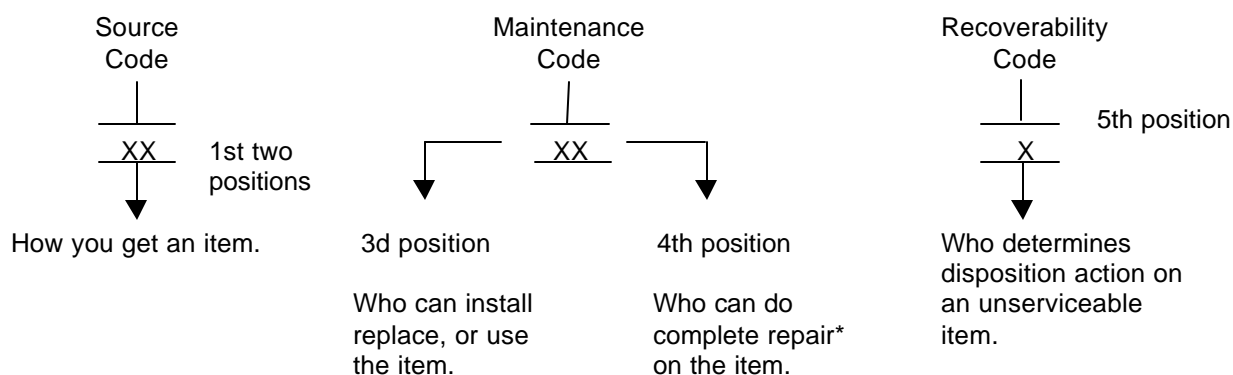 Source
Code
XX
1st two
positions
How you get an item.
Maintenance
Code
XX
3d position
Who can install
replace, or use
the item.
4th position
Who can do
complete repair*
on the item.
Recoverability
Code
5th position
X
Who determines
disposition action on
an unserviceable
item.